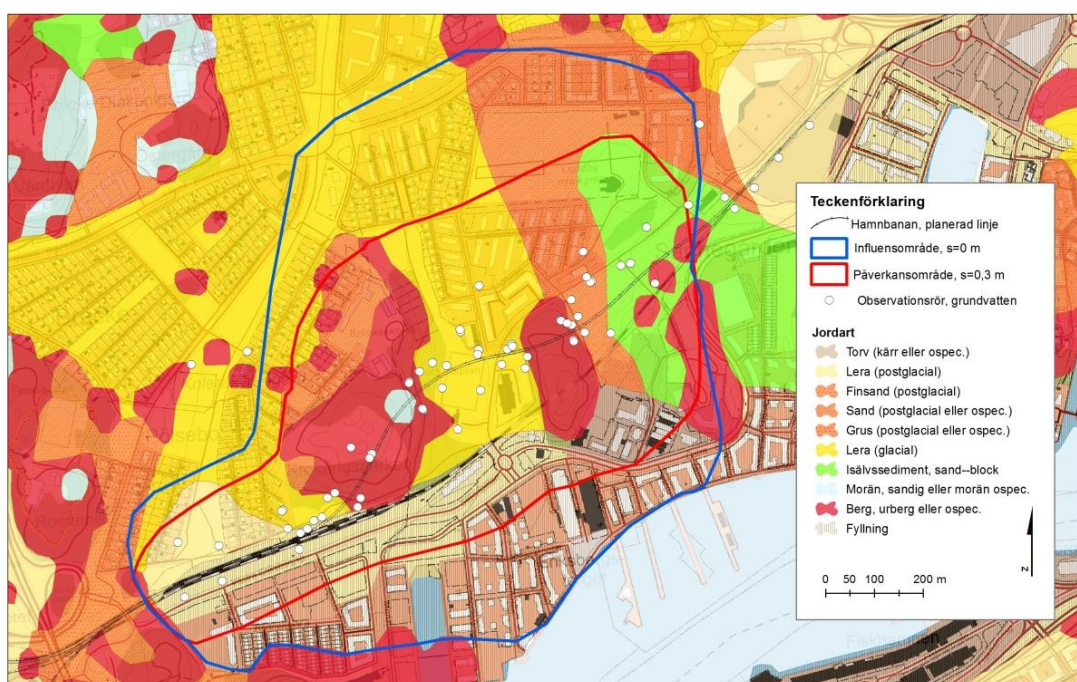 Teckenförklaring
Hamnbanan, planerad linje
Influensområde, s=0 m
Påverkansområde, s=0,3 m
Observationsrör, grundvatten
Jordart
Torv (kärr eller ospec.)
Lera (postglacial)
Finsand (postglacial)
Sand (postglacial eller ospec.)
Grus (postglacial eller ospec.)
Lera (glacial)
Isälvssediment, sand--block
Morän, sandig eller morän ospec.
Berg, urberg eller ospec.
Fyllning
0 50 100 200 m
N